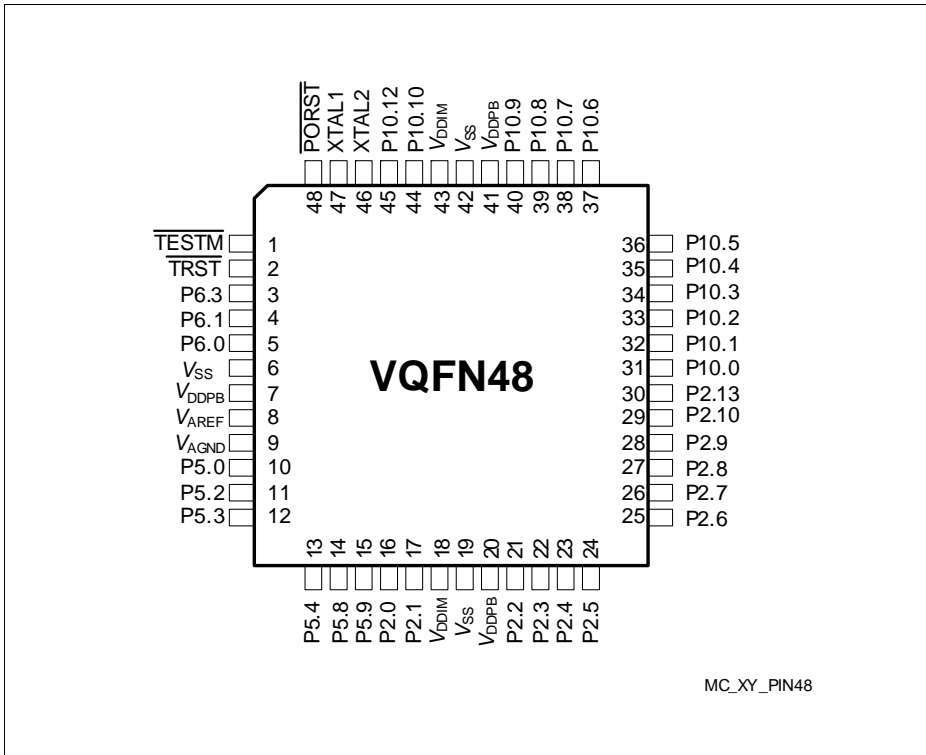 PORST
XTAL1
XTAL2
P10.12
P10.10
VDDIM
VSS
VDDPB
P10.9
P10.8
P10.7
P10.6
48
47
46
45
44
43
42
41
40
39
38
37
TESTM 1
TRST 2
P6.3 3
P6.1 4
P6.0 5
VSS 6
VDDPB 7
VAREF 8
VAGND 9
P5.0 10
P5.2 11
P5.3 12
VQFN48
36 P10.5
35 P10.4
34 P10.3
33 P10.2
32 P10.1
31 P10.0
30 P2.13
29 P2.10
28 P2.9
27 P2.8
26 P2.7
25 P2.6
13
14
15
16
17
18
19
20
21
22
23
24
P5.4
P5.8
P5.9
P2.0
P2.1
VDDIM
VSS
VDDPB
P2.2
P2.3
P2.4
P2.5
MC_XY_PIN48